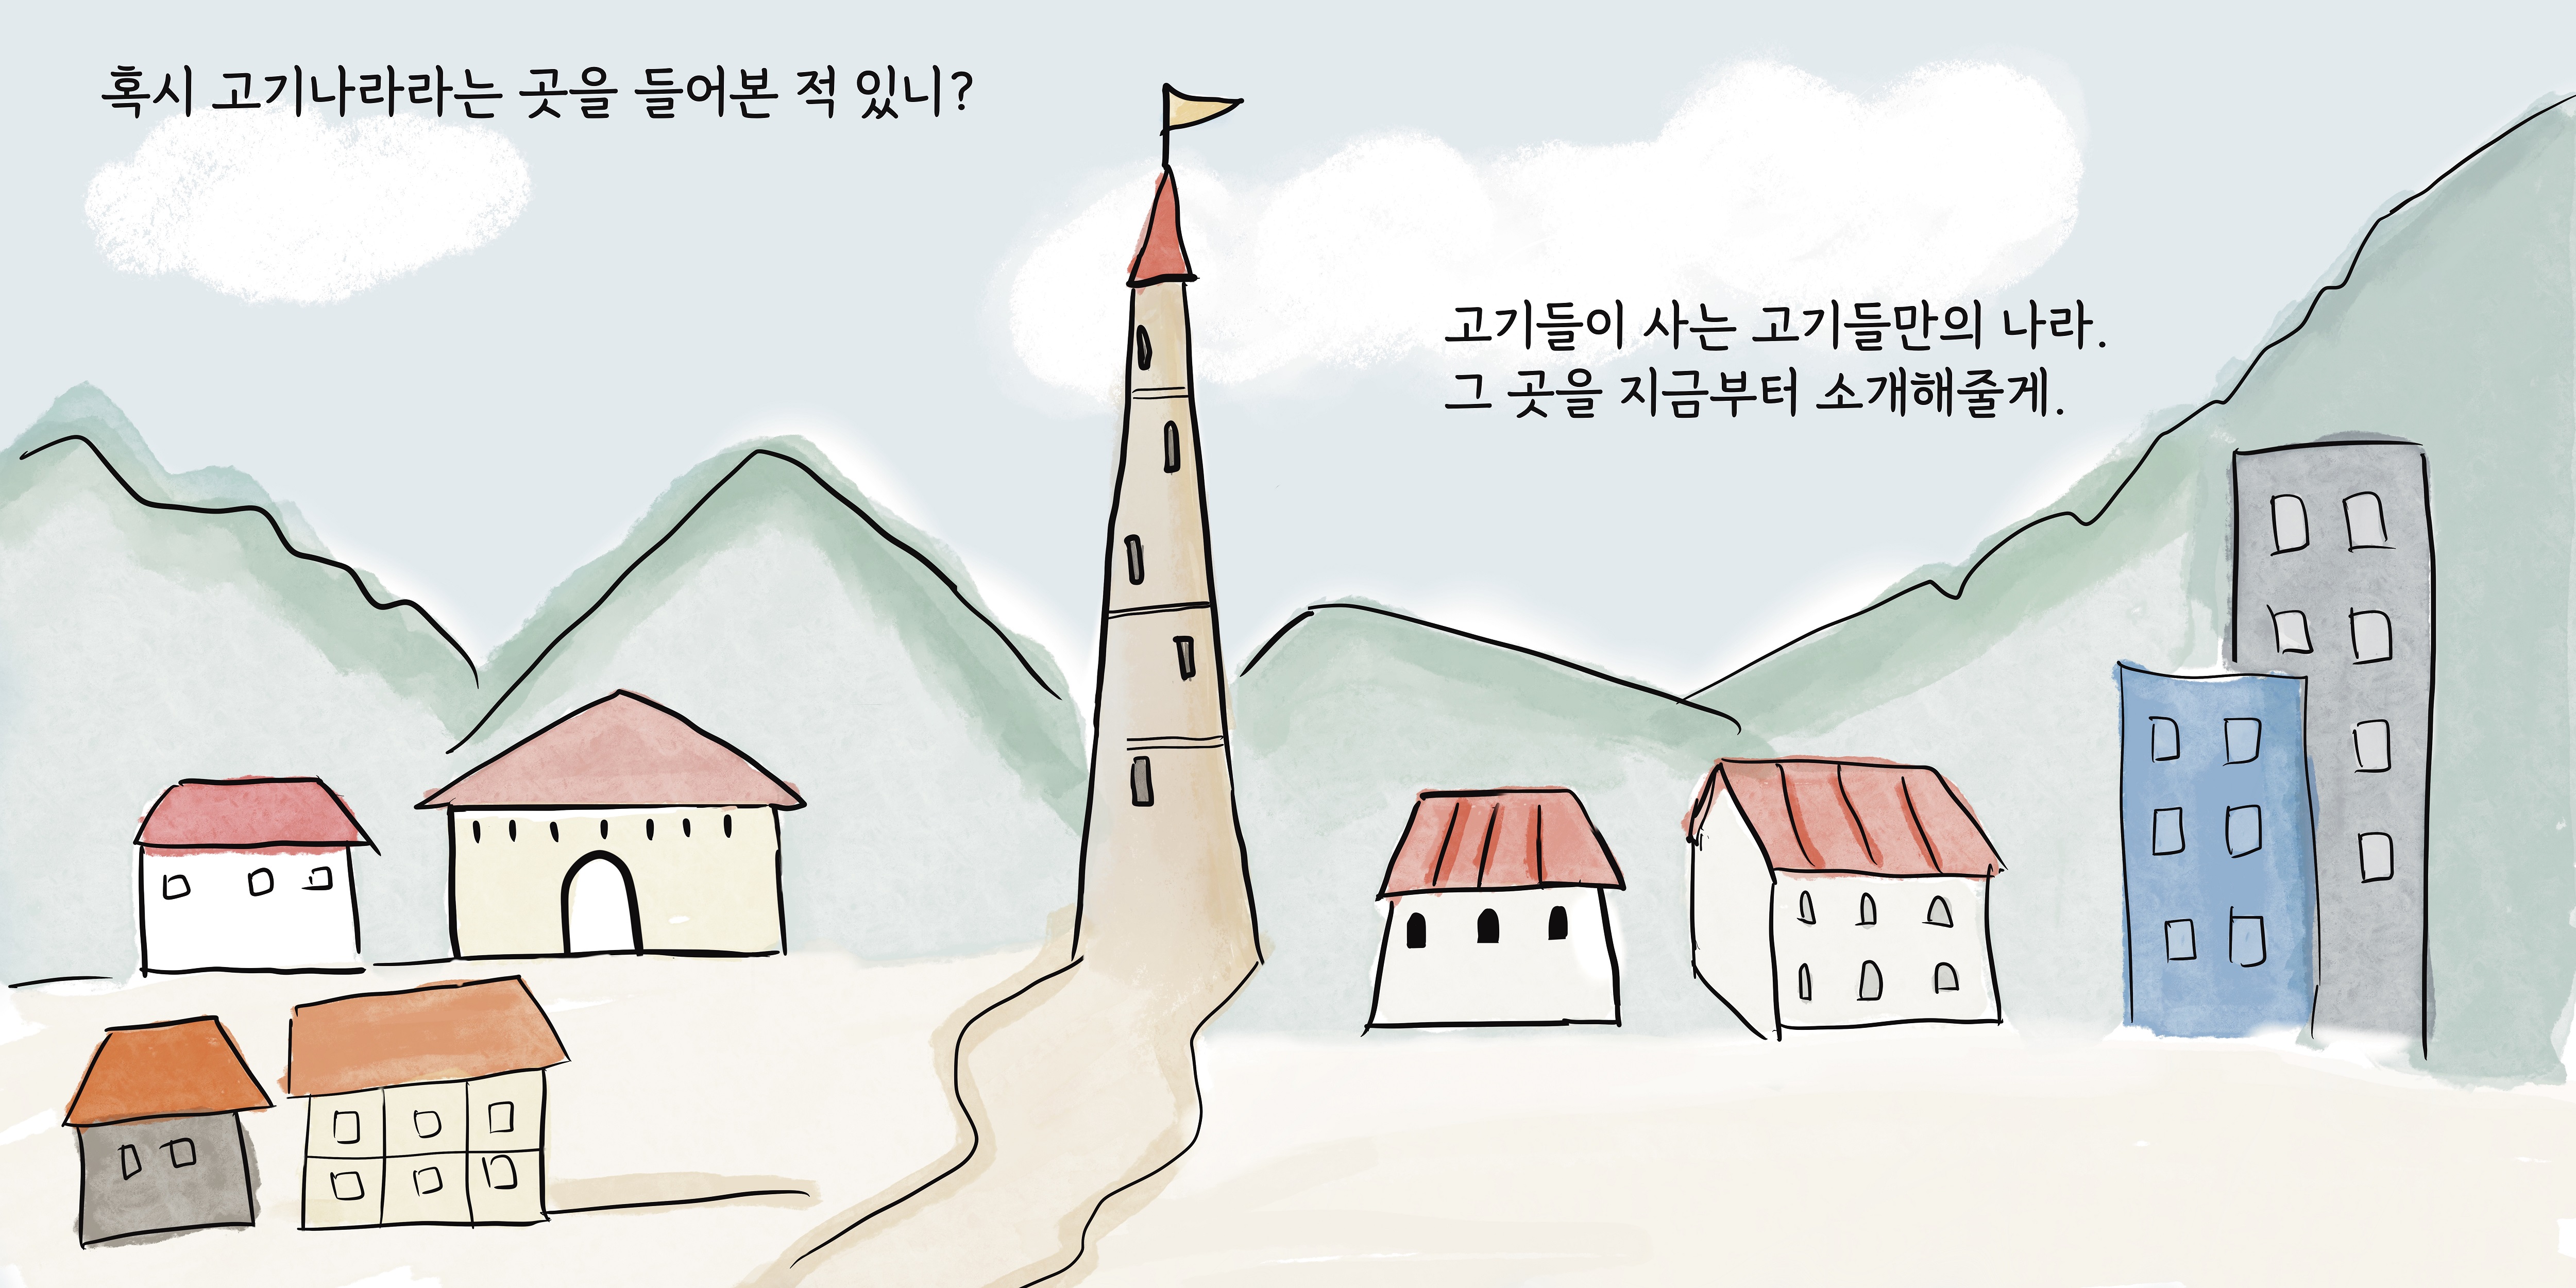 혹시 고기나라라는 곳을 들어본 적 있니?
고기들이 사는 고기들만의 나라.
그 곳을 지금부터 소개해줄게.